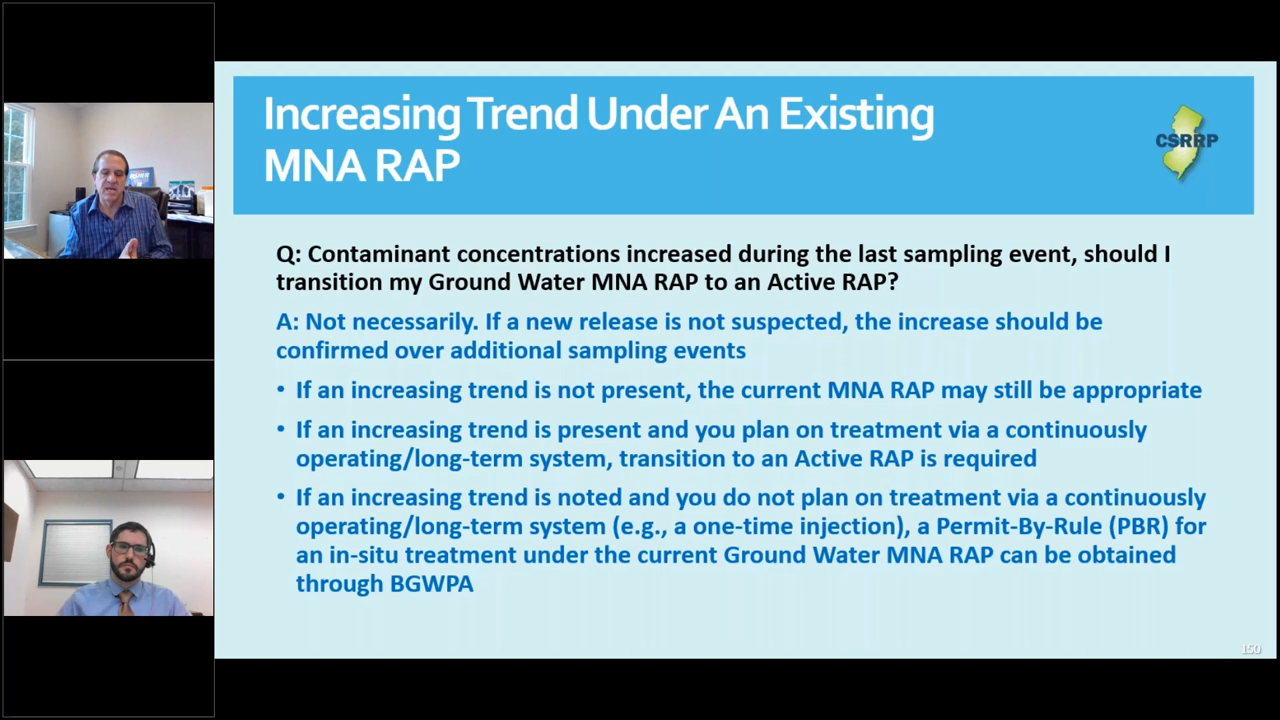 Increasing Trend Under An Existing
MNA RAP
CSRRP
Q: Contaminant concentrations increased during the last sampling event, should I
transition my Ground Water MNA RAP to an Active RAP?
A: Not necessarily. If a new release is not suspected, the increase should be
confirmed over additional sampling events
• If an increasing trend is not present, the current MNA RAP may still be appropriate
• If an increasing trend is present and you plan on treatment via a continuously
operating/long-term system, transition to an Active RAP is required
• If an increasing trend is noted and you do not plan on treatment via a continuously
operating/long-term system (e.g., a one-time injection), a Permit-By-Rule (PBR) for
an in-situ treatment under the current Ground Water MNA RAP can be obtained
through BGWPA
150